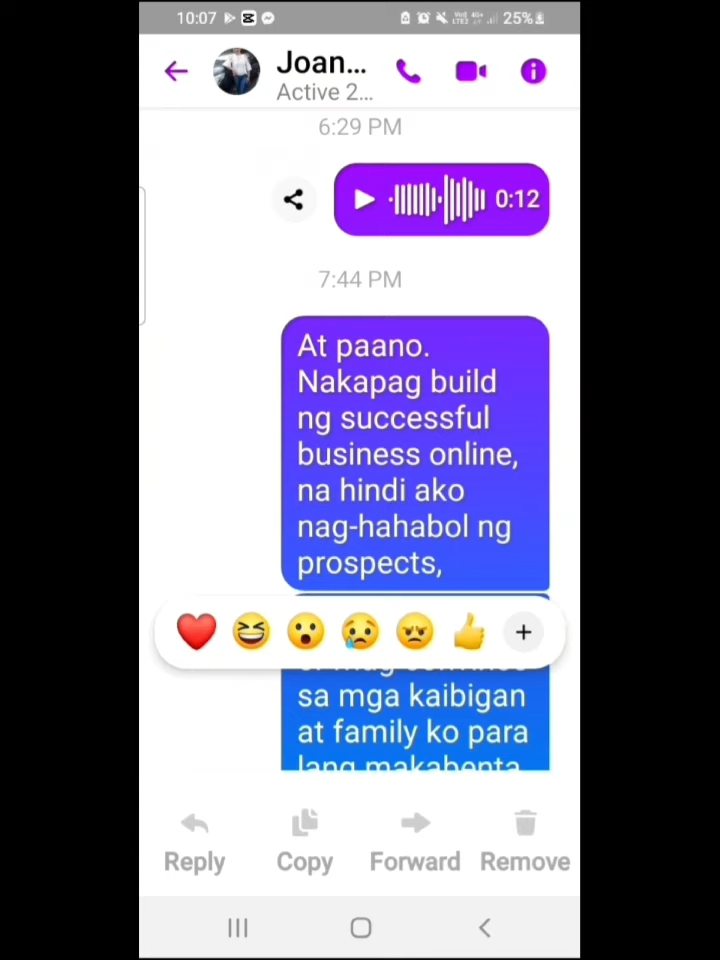 10:07
25%
Joan...
Active 2...
6:29 PM
0:12
7:44 PM
At paano.
Nakapag build
ng successful
business online,
na hindi ako
nag-hahabol ng
prospects,
sa mga kaibigan
at family ko para
lang makabenta
Reply Copy Forward Remove